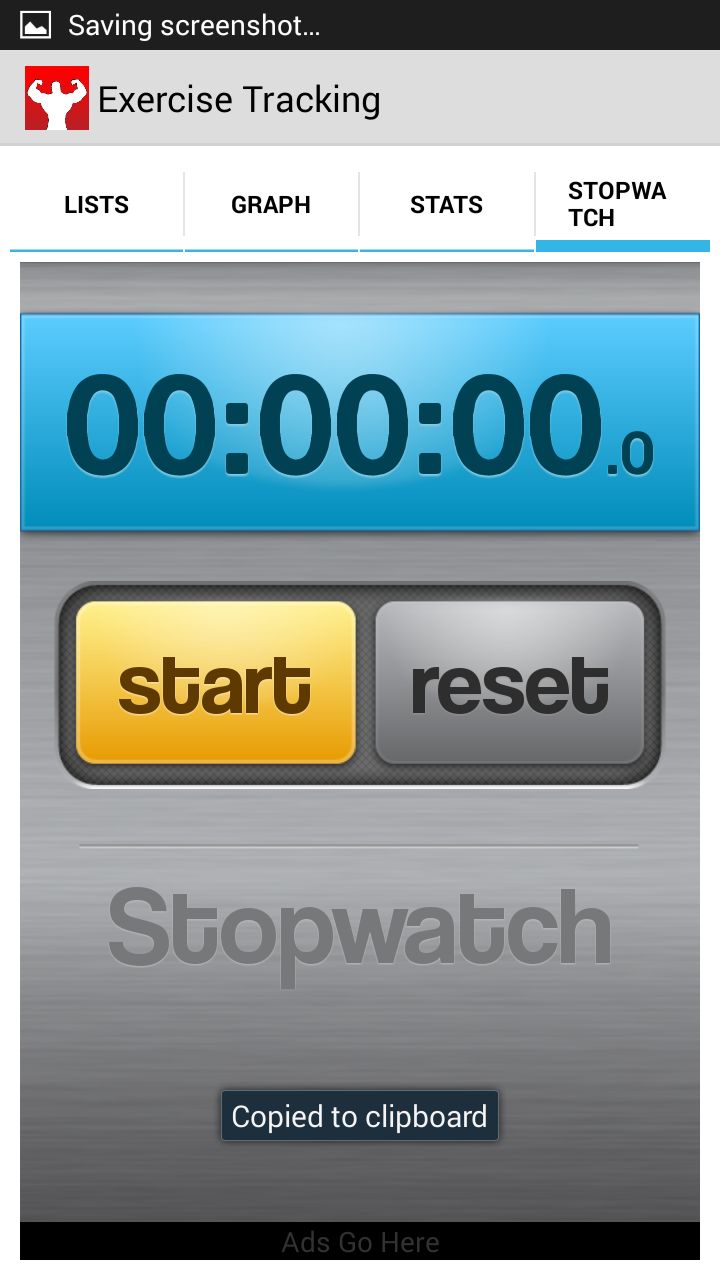 Saving screenshot...
Exercise Tracking
LISTS
GRAPH
STATS
STOPWA
TCH
00:00:00.0
start
reset
Stopwatch
Copied to clipboard
Ads Go Here